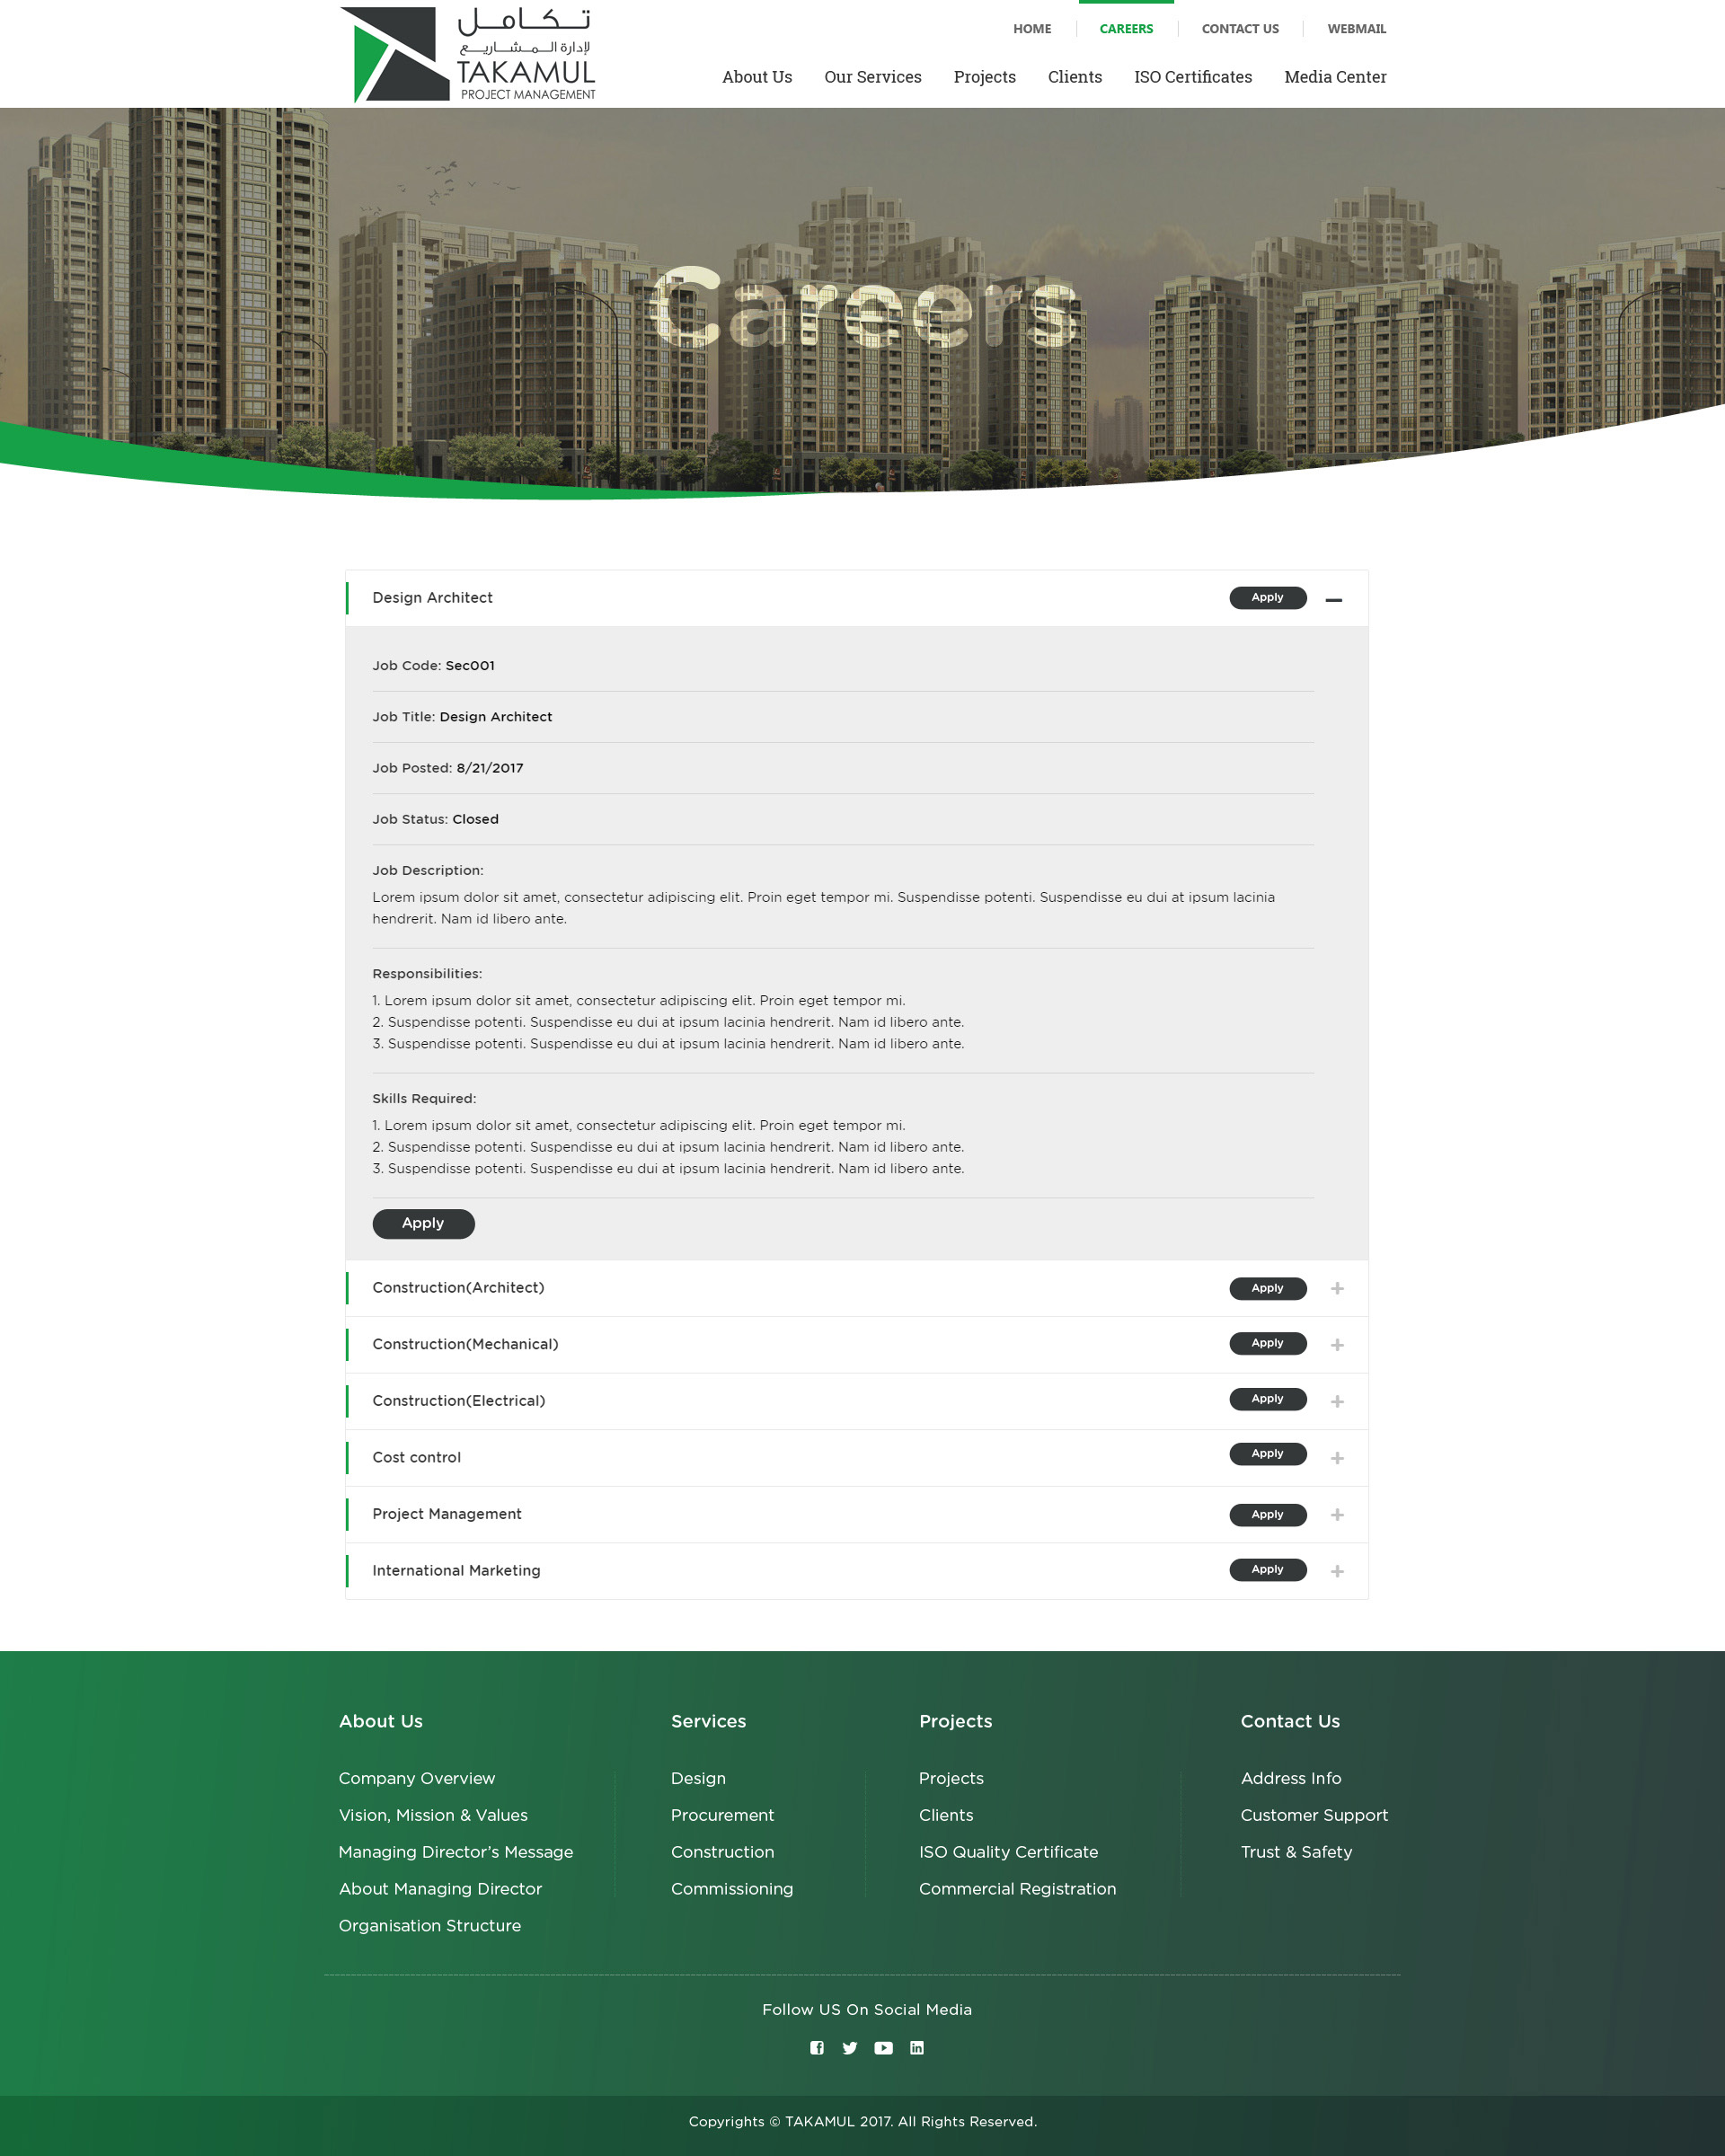 تكامل
لإدارة المشاريع
TAKAMUL
PROJECT MANAGEMENT
HOME
CAREERS
CONTACT US
WEBMAIL
About Us
Our Services
Projects
Clients
ISO Certificates
Media Center
Careers
Design Architect
Apply
Job Code: Sec001
Job Title: Design Architect
Job Posted: 8/21/2017
Job Status: Closed
Job Description:
Lorem ipsum dolor sit amet, consectetur adipiscing elit. Proin eget tempor mi. Suspendisse potenti. Suspendisse eu dui at ipsum lacinia
hendrerit. Nam id libero ante.
Responsibilities:
1. Lorem ipsum dolor sit amet, consectetur adipiscing elit. Proin eget tempor mi.
2. Suspendisse potenti. Suspendisse eu dui at ipsum lacinia hendrerit. Nam id libero ante.
3. Suspendisse potenti. Suspendisse eu dui at ipsum lacinia hendrerit. Nam id libero ante.
Skills Required:
1. Lorem ipsum dolor sit amet, consectetur adipiscing elit. Proin eget tempor mi.
2. Suspendisse potenti. Suspendisse eu dui at ipsum lacinia hendrerit. Nam id libero ante.
3. Suspendisse potenti. Suspendisse eu dui at ipsum lacinia hendrerit. Nam id libero ante.
Apply
Construction(Architect)
Apply
Construction(Mechanical)
Apply
Construction(Electrical)
Apply
Cost control
Apply
Project Management
Apply
International Marketing
Apply
About Us
Company Overview
Vision, Mission & Values
Managing Director’s Message
About Managing Director
Organisation Structure
Services
Design
Procurement
Construction
Commissioning
Projects
Projects
Clients
ISO Quality Certificate
Commercial Registration
Contact Us
Address Info
Customer Support
Trust & Safety
Follow US On Social Media
Copyrights © TAKAMUL 2017. All Rights Reserved.